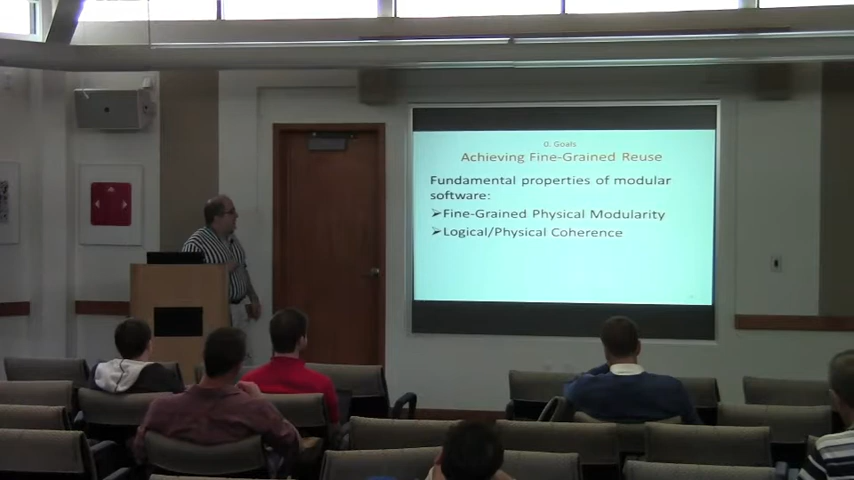 0. Goals
Achieving Fine-Grained Reuse
Fundamental properties of modular
software:
➢Fine-Grained Physical Modularity
➢Logical/Physical Coherence